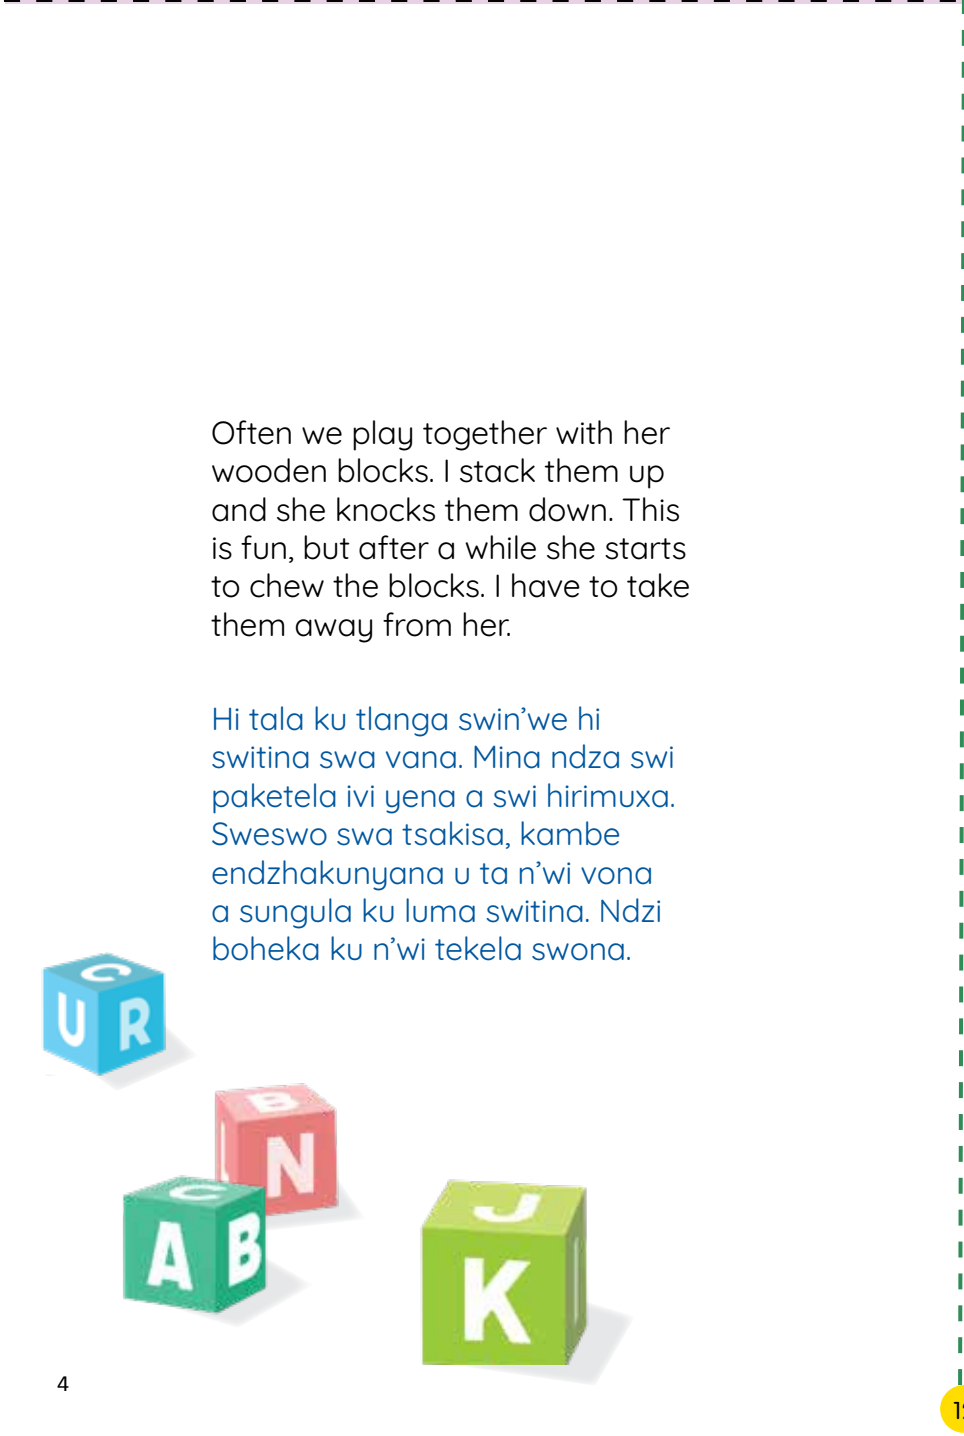 Often we play together with her
wooden blocks. I stack them up
and she knocks them down. This
is fun, but after a while she starts
to chew the blocks. I have to take
them away from her.
Hi tala ku tlanga swin’we hi
switina swa vana. Mina ndza swi
paketela ivi yena a swi hirimuxa.
Sweswo swa tsakisa, kambe
endzhakunyana u ta n’wi vona
a sungula ku luma switina. Ndzi
boheka ku n’wi tekela swona.
C
U R
B
N
C
A B
J
K
4